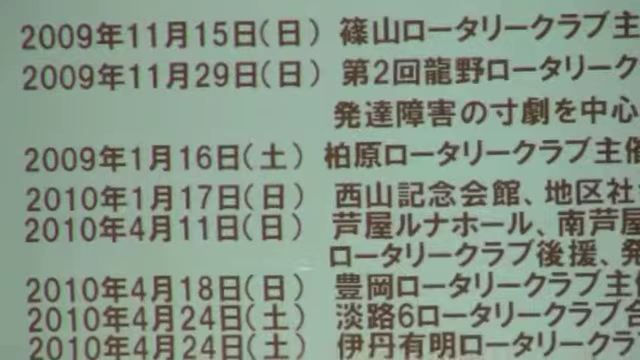 2009年11月15日(日) 篠山ロータリークラブ主
2009年11月29日(日) 第2回龍野ロータリーク
発達障害の寸劇を中心
2009年1月16日(土) 柏原ロータリークラブ主催
2010年1月17日(日) 西山記念会館、地区社
2010年4月11日(日) 芦屋ルナホール、南芦屋
ロータリークラブ後援、発
2010年4月18日(日) 豊岡ロータリークラブ主催
2010年4月24日(土) 淡路6ロータリークラブ合
2010年4月24日(土) 伊丹有明ロータリークラ